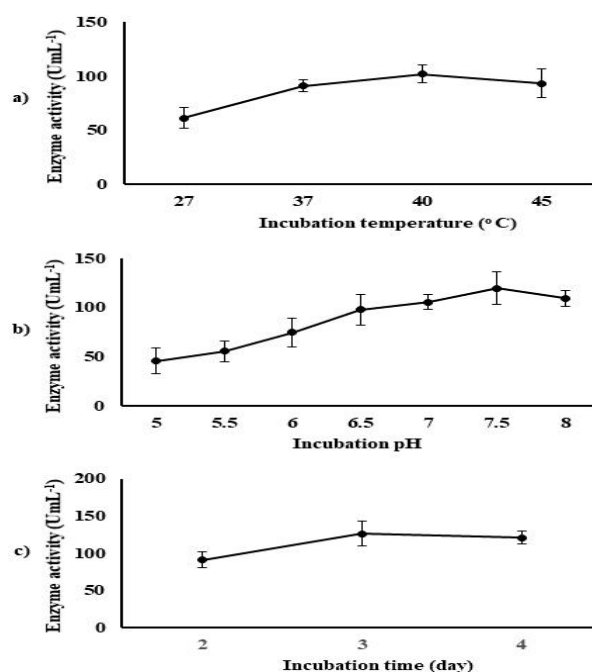 a)
Enzyme activity (UmL⁻¹)
150
100
50
0
27 37 40 45
Incubation temperature (° C)
b)
Enzyme activity (UmL⁻¹)
150
100
50
0
5 5.5 6 6.5 7 7.5 8
Incubation pH
c)
Enzyme activity (UmL⁻¹)
200
150
100
50
0
2 3 4
Incubation time (day)